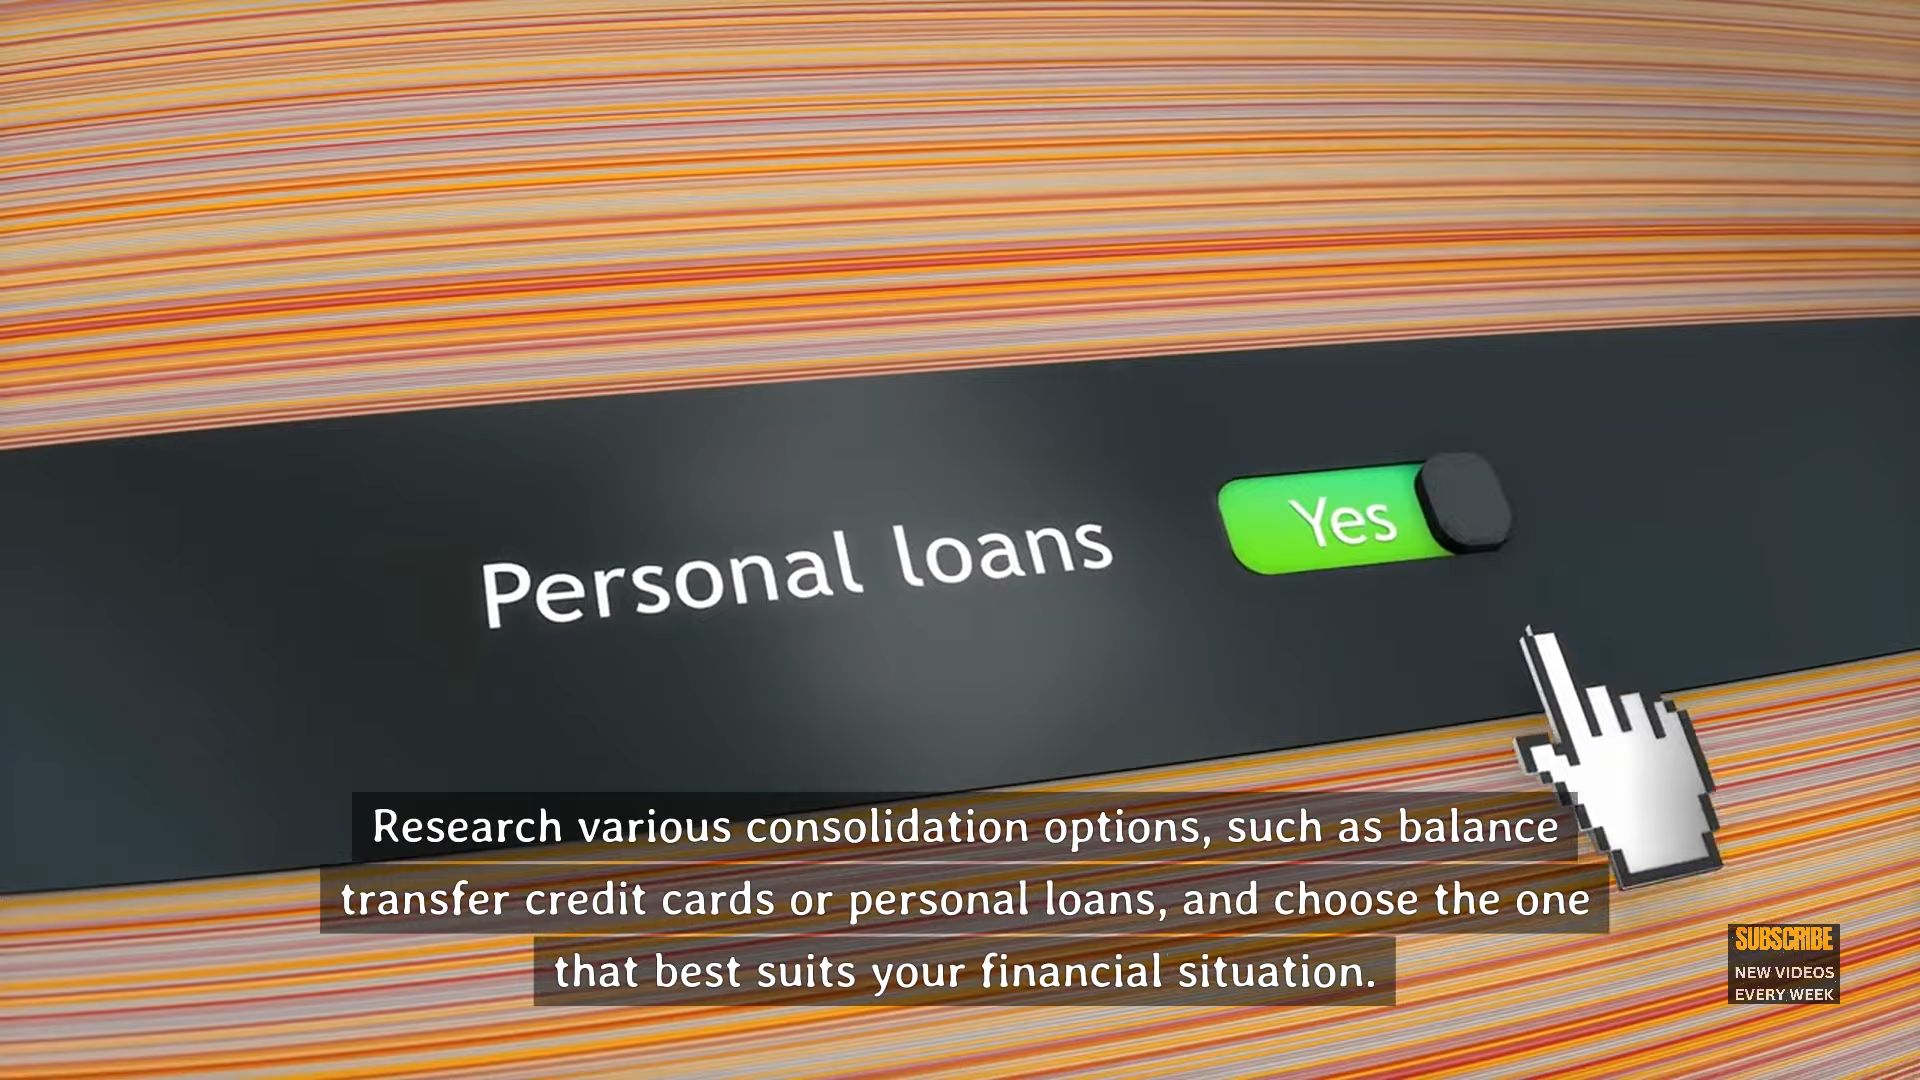 Personal loans
Yes
Research various consolidation options, such as balance
transfer credit cards or personal loans, and choose the one
that best suits your financial situation.
SUBSCRIBE
NEW VIDEOS
EVERY WEEK